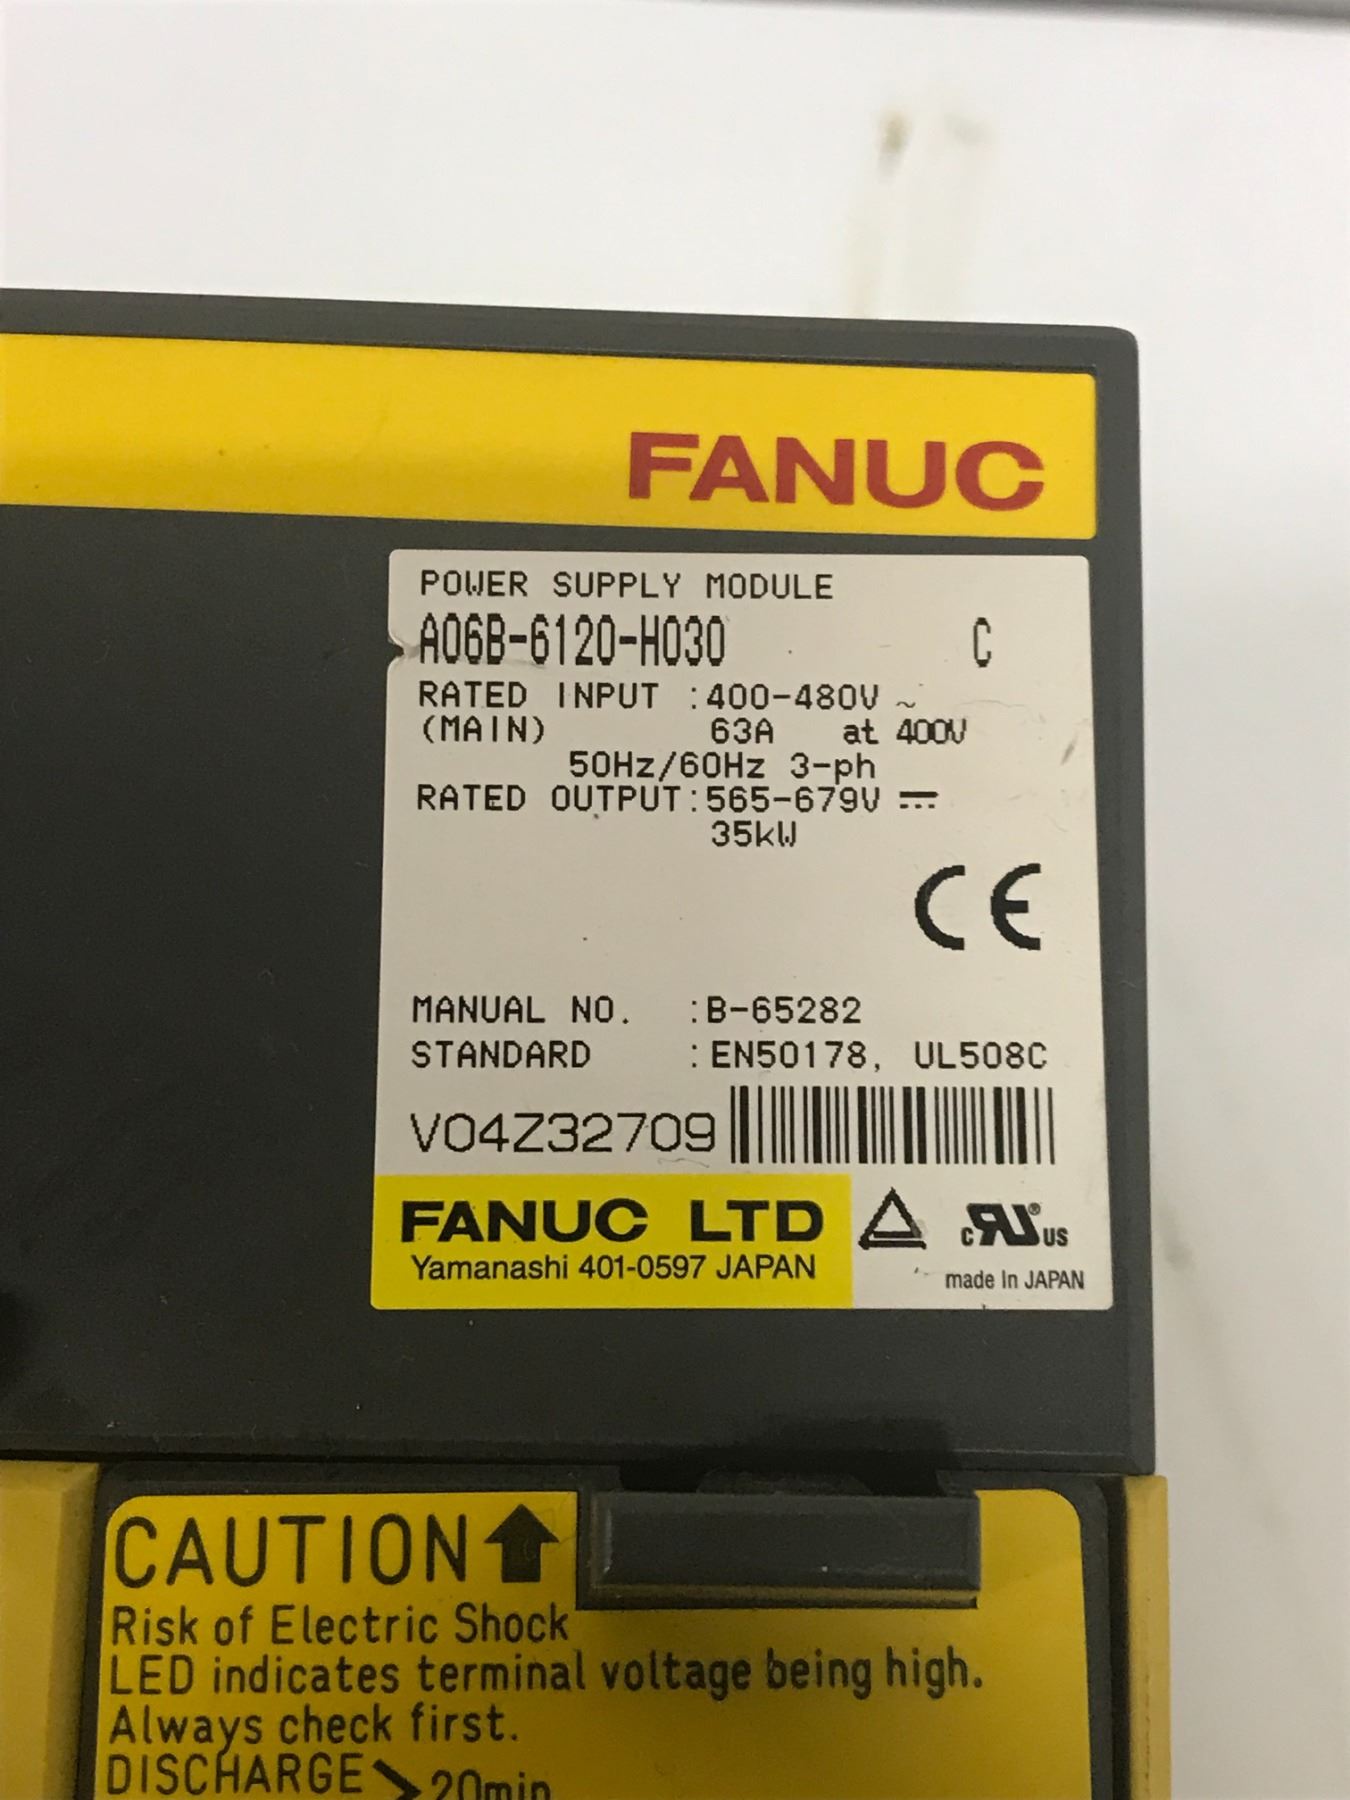 FANUC
POWER SUPPLY MODULE
A06B-6120-H030 C
RATED INPUT :400-480V ~
(MAIN) 63A at 400V
50Hz/60Hz 3-ph
RATED OUTPUT:565-679V ⎓
35kW
CE
MANUAL NO. :B-65282
STANDARD :EN50178, UL508C
V04Z32709
FANUC LTD
Yamanashi 401-0597 JAPAN
c RU ® US
made In JAPAN
CAUTION
Risk of Electric Shock
LED indicates terminal voltage being high.
Always check first.
DISCHARGE > 20min